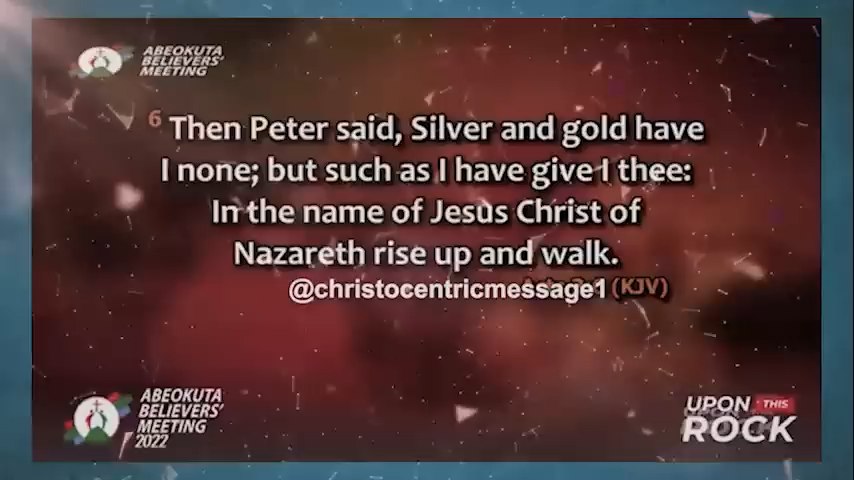 ABEOKUTA
BELIEVERS'
MEETING
6 Then Peter said, Silver and gold have
I none; but such as I have give I thee:
In the name of Jesus Christ of
Nazareth rise up and walk.
@christocentricmessage1 (KJV)
ABEOKUTA
BELIEVERS'
MEETING
2022
UPON THIS
ROCK